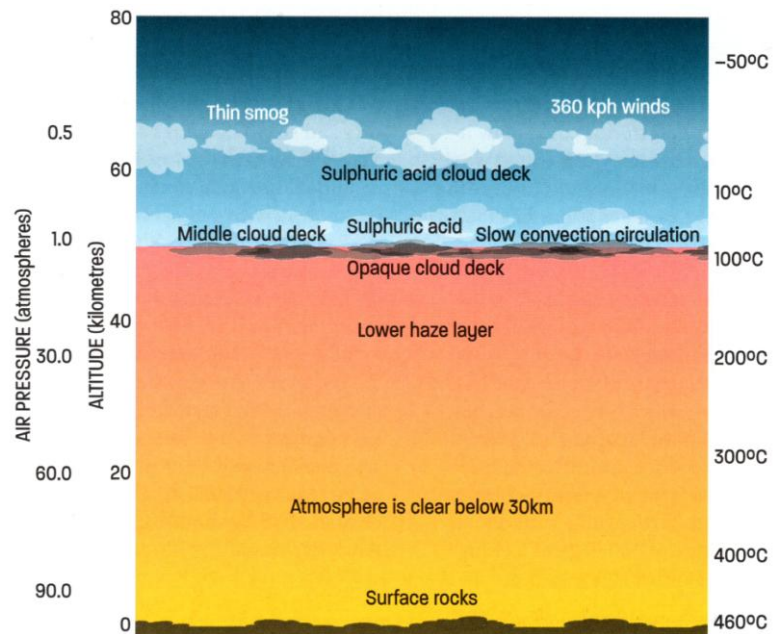 80
-50ºC
Thin smog
360 kph winds
0.5
60
Sulphuric acid cloud deck
10ºC
Sulphuric acid
Middle cloud deck
Slow convection circulation
1.0
100ºC
Opaque cloud deck
AIR PRESSURE (atmospheres)
ALTITUDE (kilometres)
40
Lower haze layer
30.0
200ºC
300ºC
60.0
20
Atmosphere is clear below 30km
400ºC
90.0
Surface rocks
0
460ºC